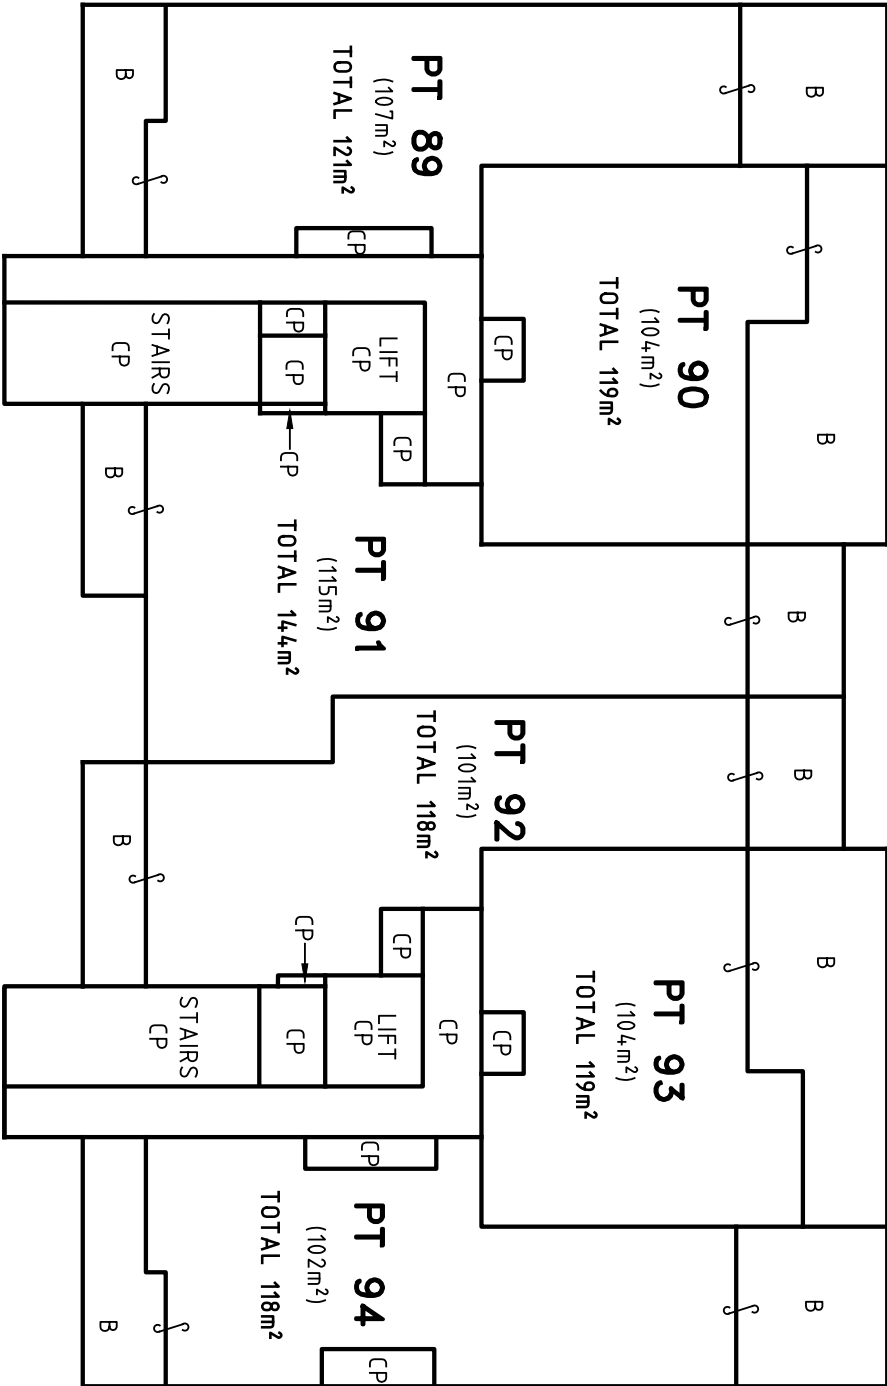 B
B
PT 89
(107m²)
TOTAL 121m²
CP
PT 90
(104m²)
TOTAL 119m²
B
CP
CP
STAIRS
CP
CP
CP
LIFT
CP
CP
CP
B
PT 91
(115m²)
TOTAL 144m²
B
PT 92
(101m²)
TOTAL 118m²
B
B
CP
CP
B
PT 93
(104m²)
TOTAL 119m²
CP
CP
STAIRS
CP
CP
LIFT
CP
CP
PT 94
(102m²)
TOTAL 118m²
B
B
CP